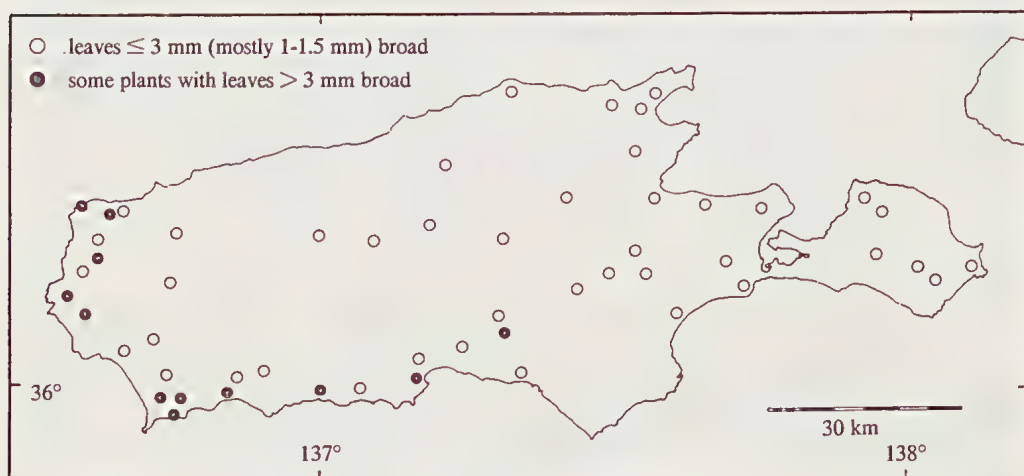 leaves ≤ 3 mm (mostly 1-1.5 mm) broad
some plants with leaves > 3 mm broad
36°
30 km
137°
138°